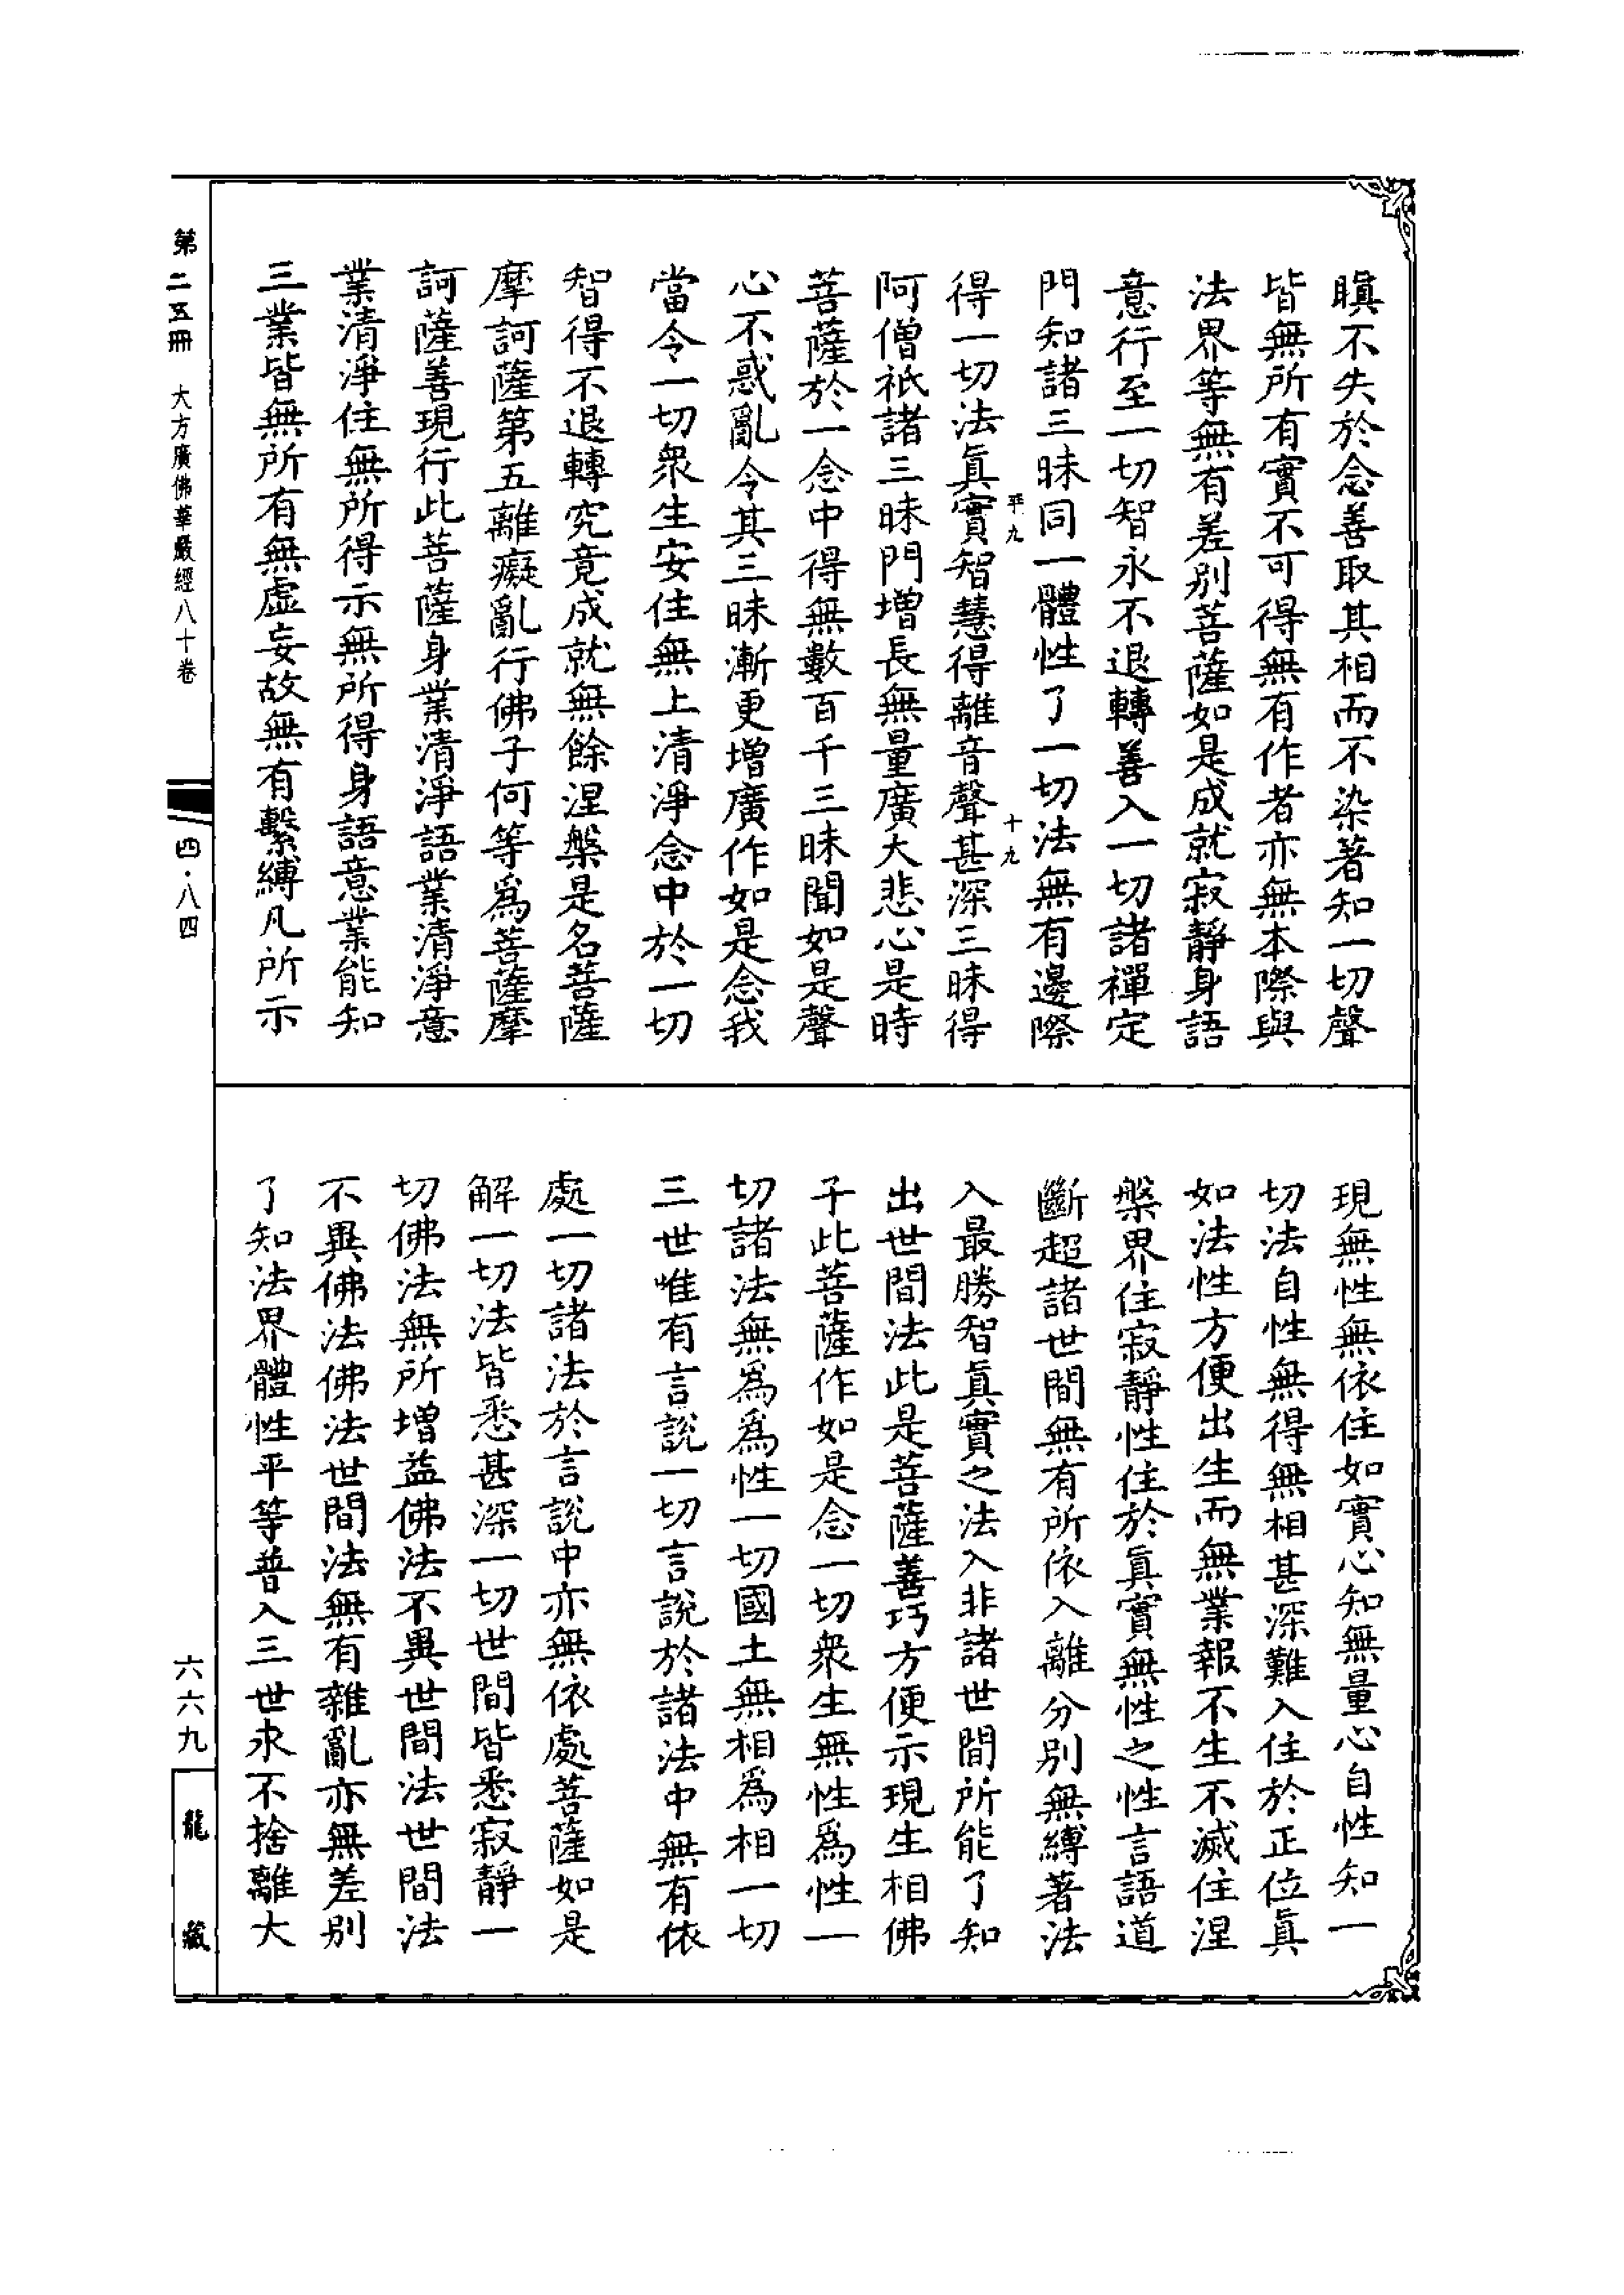 瞋不失於念善取其相而不染著知一切聲
皆無所有實不可得無有作者亦無本際與
法界等無有差別菩薩如是成就寂靜身語
意行至一切智永不退轉善入一切諸禪定
門知諸三昧同一體性了一切法無有邊際
平九
十九
得一切法眞實智慧得離音聲甚深三昧得
阿僧祇諸三昧門增長無量廣大悲心是時
菩薩於一念中得無數百千三昧聞如是聲
心不惑亂令其三昧漸更增廣作如是念我
當令一切衆生安住無上清淨念中於一切
智得不退轉究竟成就無餘涅槃是名菩薩
摩訶薩第五離癡亂行佛子何等爲菩薩摩
訶薩善現行此菩薩身業清淨語業清淨意
業清淨住無所得示無所得身語意業能知
三業皆無所有無虛妄故無有繫縛凡所示
現無性無依住如實心知無量心自性知一
切法自性無得無相甚深難入住於正位眞
如法性方便出生而無業報不生不滅住涅
槃界住寂靜性住於眞實無性之性言語道
斷超諸世間無有所依入離分別無縛著法
入最勝智眞實之法入非諸世間所能了知
出世間法此是菩薩善巧方便示現生相佛
子此菩薩作如是念一切衆生無性爲性一
切諸法無爲爲性一切國土無相爲相一切
三世唯有言說一切言說於諸法中無有依
處一切諸法於言說中亦無依處菩薩如是
解一切法皆悉甚深一切世間皆悉寂靜一
切佛法無所增益佛法不異世間法世間法
不異佛法佛法世間法無有雜亂亦無差別
了知法界體性平等普入三世永不捨離大
第二五冊 大方廣佛華嚴經八十卷
四·八四
六六九
龍藏